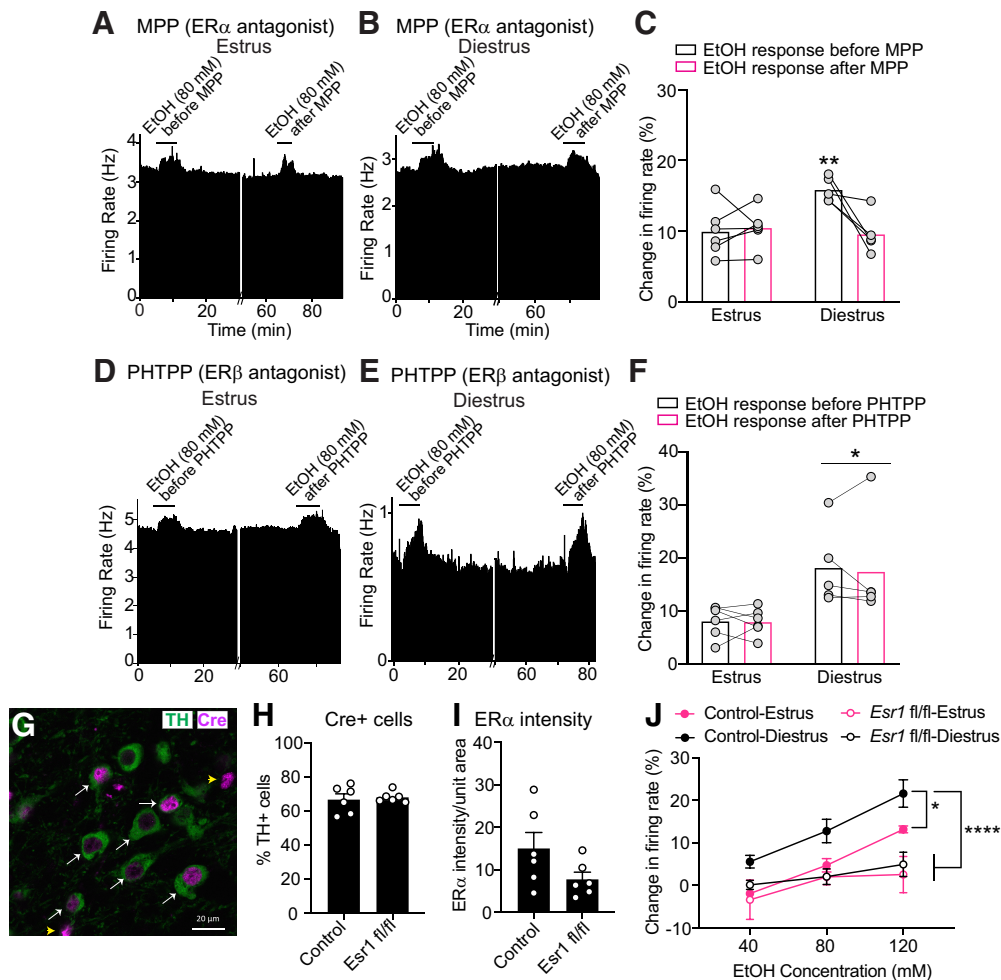 A
MPP (ERα antagonist)
Estrus
EtOH (80 mM)
before MPP
EtOH (80 mM)
after MPP
Firing Rate (Hz)
4
3
2
1
0
0
20
60
80
Time (min)
B
MPP (ERα antagonist)
Diestrus
EtOH (80 mM)
before MPP
EtOH (80 mM)
after MPP
Firing Rate (Hz)
3
2
1
0
0
20
60
Time (min)
C
EtOH response before MPP
EtOH response after MPP
Change in firing rate (%)
30
20
10
0
**
Estrus
Diestrus
D
PHTPP (ERβ antagonist)
Estrus
EtOH (80 mM)
before PHTPP
EtOH (80 mM)
after PHTPP
Firing Rate (Hz)
5
4
3
2
1
0
0
20
60
E
PHTPP (ERβ antagonist)
Diestrus
EtOH (80 mM)
before PHTPP
EtOH (80 mM)
after PHTPP
Firing Rate (Hz)
1
0
0
20
60
80
F
EtOH response before PHTPP
EtOH response after PHTPP
Change in firing rate (%)
40
30
20
10
0
*
Estrus
Diestrus
G
TH Cre
20 µm
H
Cre+ cells
% TH+ cells
100
80
60
40
20
0
Control
Esr1 fl/fl
I
ERα intensity
ERα intensity/unit area
40
30
20
10
0
Control
Esr1 fl/fl
J
Control-Estrus
Esr1 fl/fl-Estrus
Control-Diestrus
Esr1 fl/fl-Diestrus
Change in firing rate (%)
30
20
10
0
-10
*
****
40
80
120
EtOH Concentration (mM)